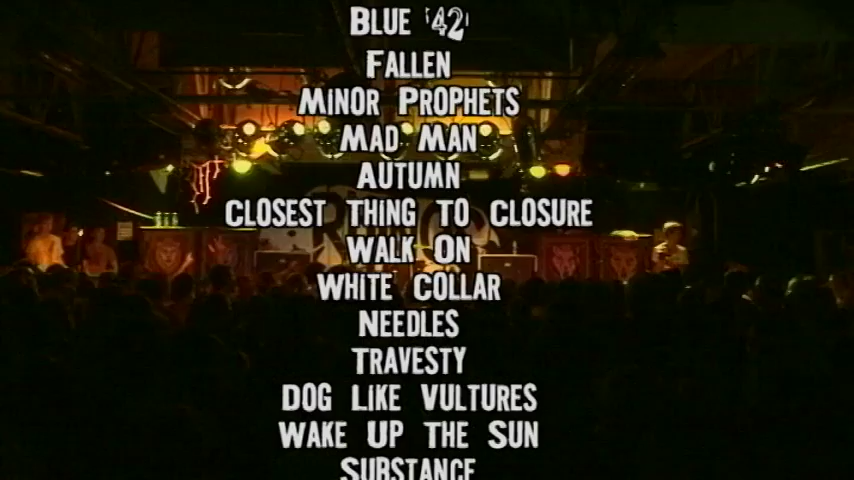 BLUE '42'
FALLEN
MINOR PROPHETS
MAD MAN
AUTUMN
CLOSEST THING TO CLOSURE
WALK ON
WHITE COLLAR
NEEDLES
TRAVESTY
DOG LIKE VULTURES
WAKE UP THE SUN
SUBSTANCE